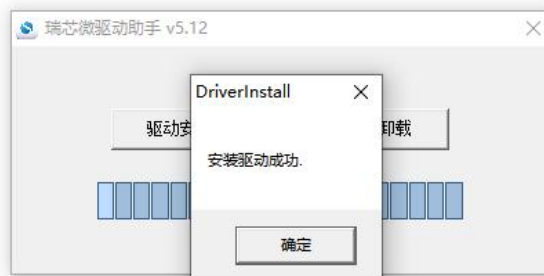 瑞芯微驱动助手 v5.12
DriverInstall
驱动安
卸载
安装驱动成功.
确定